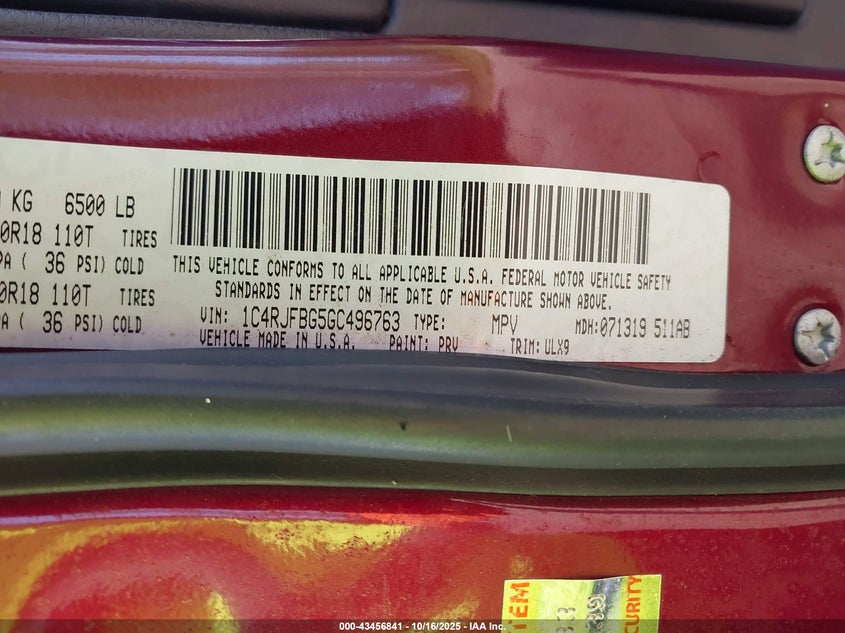 KG 6500 LB
0R18 110T TIRES
PA ( 36 PSI) COLD
0R18 110T TIRES
PA ( 36 PSI) COLD
THIS VEHICLE CONFORMS TO ALL APPLICABLE U.S.A. FEDERAL MOTOR VEHICLE SAFETY
STANDARDS IN EFFECT ON THE DATE OF MANUFACTURE SHOWN ABOVE.
VIN: 1C4RJFBG5GC496763 TYPE: MPV MDH:071319 511AB
VEHICLE MADE IN U.S.A. PAINT: PRV TRIM: ULX9
TEM
CURITY
000-43456841 - 10/16/2025 - IAA Inc.